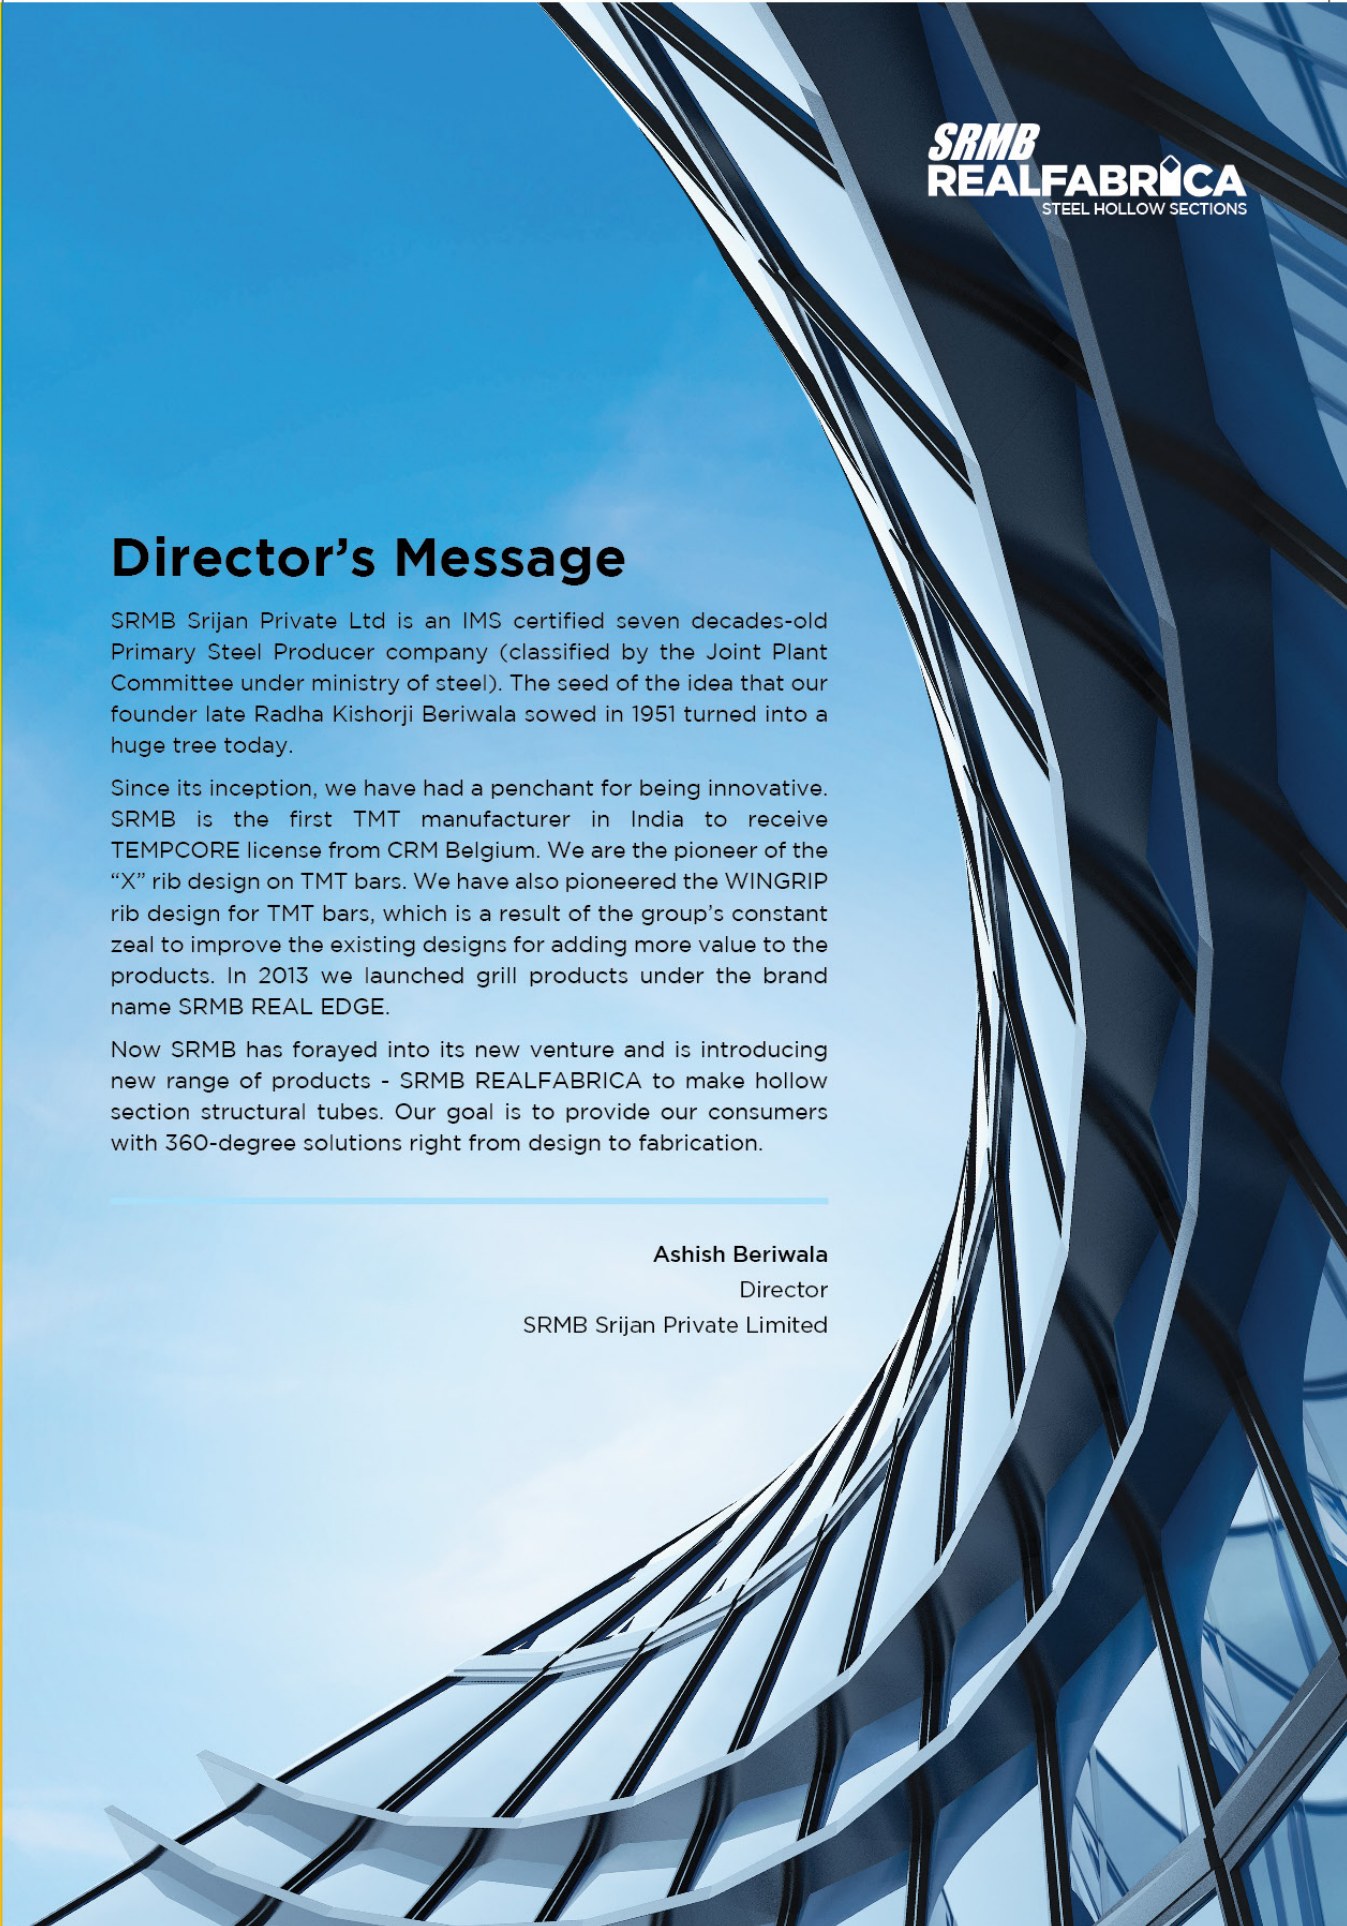 SRMB
REALFABRICA
STEEL HOLLOW SECTIONS
Director’s Message
SRMB Srijan Private Ltd is an IMS certified seven decades-old
Primary Steel Producer company (classified by the Joint Plant
Committee under ministry of steel). The seed of the idea that our
founder late Radha Kishorji Beriwala sowed in 1951 turned into a
huge tree today.
Since its inception, we have had a penchant for being innovative.
SRMB is the first TMT manufacturer in India to receive
TEMPCORE license from CRM Belgium. We are the pioneer of the
“X” rib design on TMT bars. We have also pioneered the WINGRIP
rib design for TMT bars, which is a result of the group’s constant
zeal to improve the existing designs for adding more value to the
products. In 2013 we launched grill products under the brand
name SRMB REAL EDGE.
Now SRMB has forayed into its new venture and is introducing
new range of products - SRMB REALFABRICA to make hollow
section structural tubes. Our goal is to provide our consumers
with 360-degree solutions right from design to fabrication.
Ashish Beriwala
Director
SRMB Srijan Private Limited